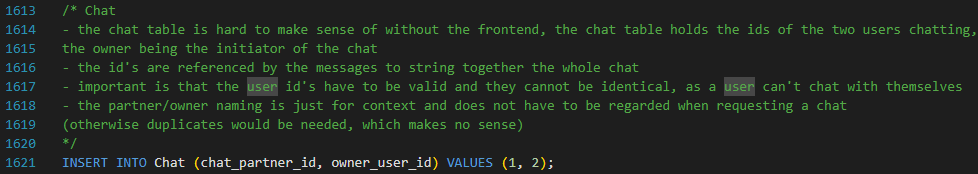 1613 /* Chat
1614 - the chat table is hard to make sense of without the frontend, the chat table holds the ids of the two users chatting,
1615 the owner being the initiator of the chat
1616 - the id's are referenced by the messages to string together the whole chat
1617 - important is that the user id's have to be valid and they cannot be identical, as a user can't chat with themselves
1618 - the partner/owner naming is just for context and does not have to be regarded when requesting a chat
1619 (otherwise duplicates would be needed, which makes no sense)
1620 */
1621 INSERT INTO Chat (chat_partner_id, owner_user_id) VALUES (1, 2);